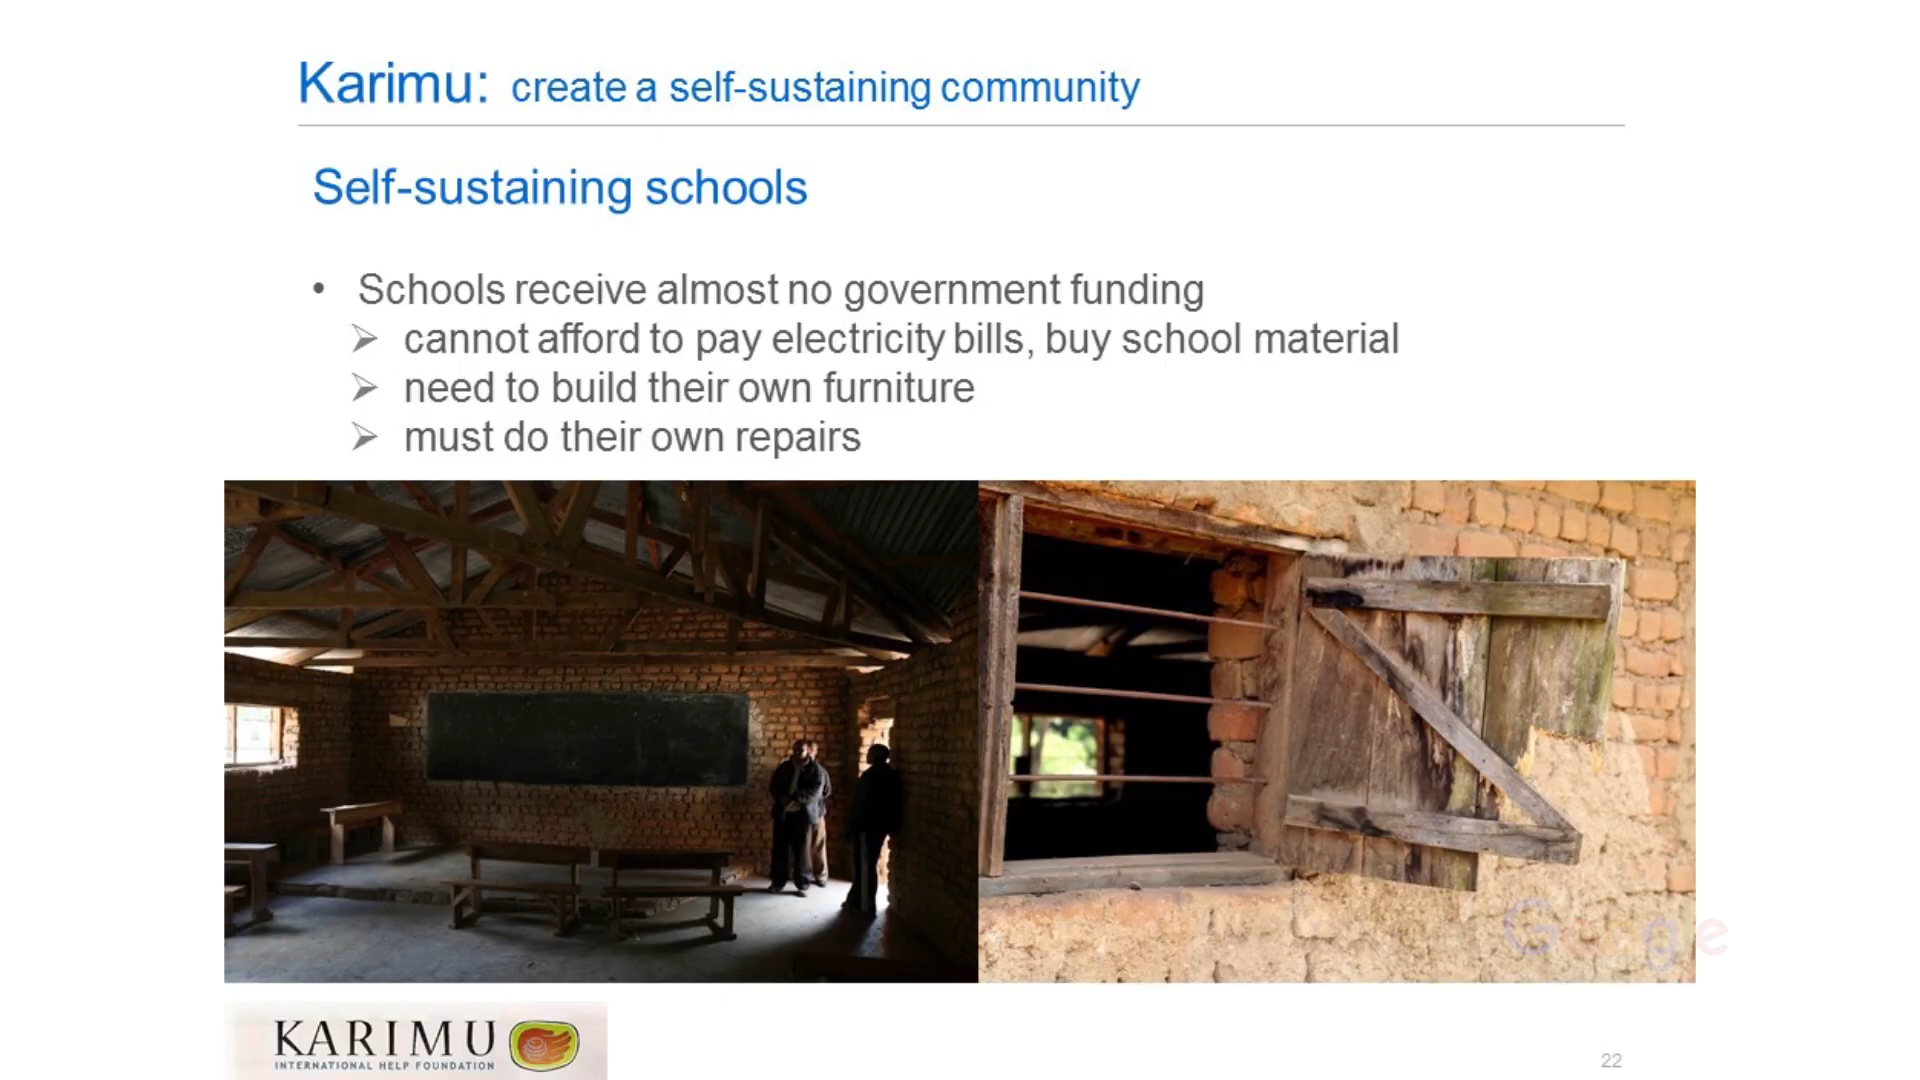 Karimu: create a self-sustaining community
Self-sustaining schools
• Schools receive almost no government funding
➢ cannot afford to pay electricity bills, buy school material
➢ need to build their own furniture
➢ must do their own repairs
Google
KARIMU
INTERNATIONAL HELP FOUNDATION
22